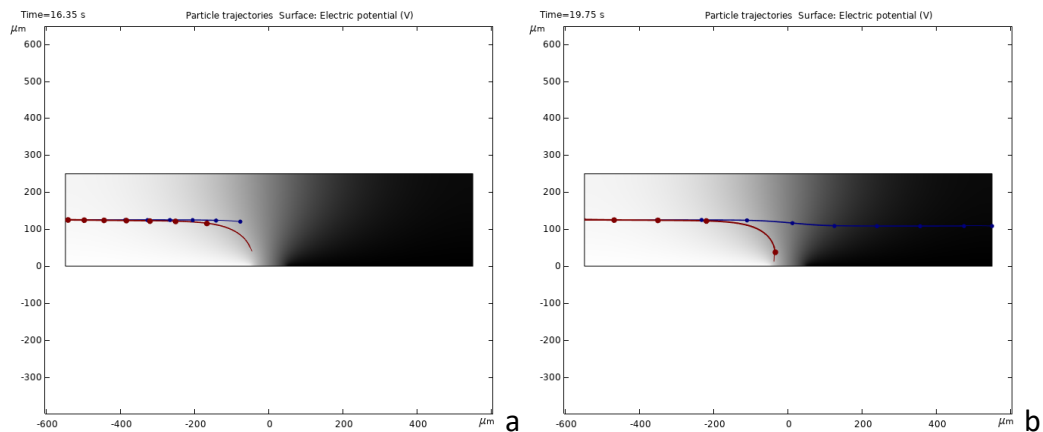 Time=16.35 s Particle trajectories Surface: Electric potential (V)
μm
600
500
400
300
200
100
0
-100
-200
-300
-600 -400 -200 0 200 400 μm
a
Time=19.75 s Particle trajectories Surface: Electric potential (V)
μm
600
500
400
300
200
100
0
-100
-200
-300
-600 -400 -200 0 200 400 μm
b